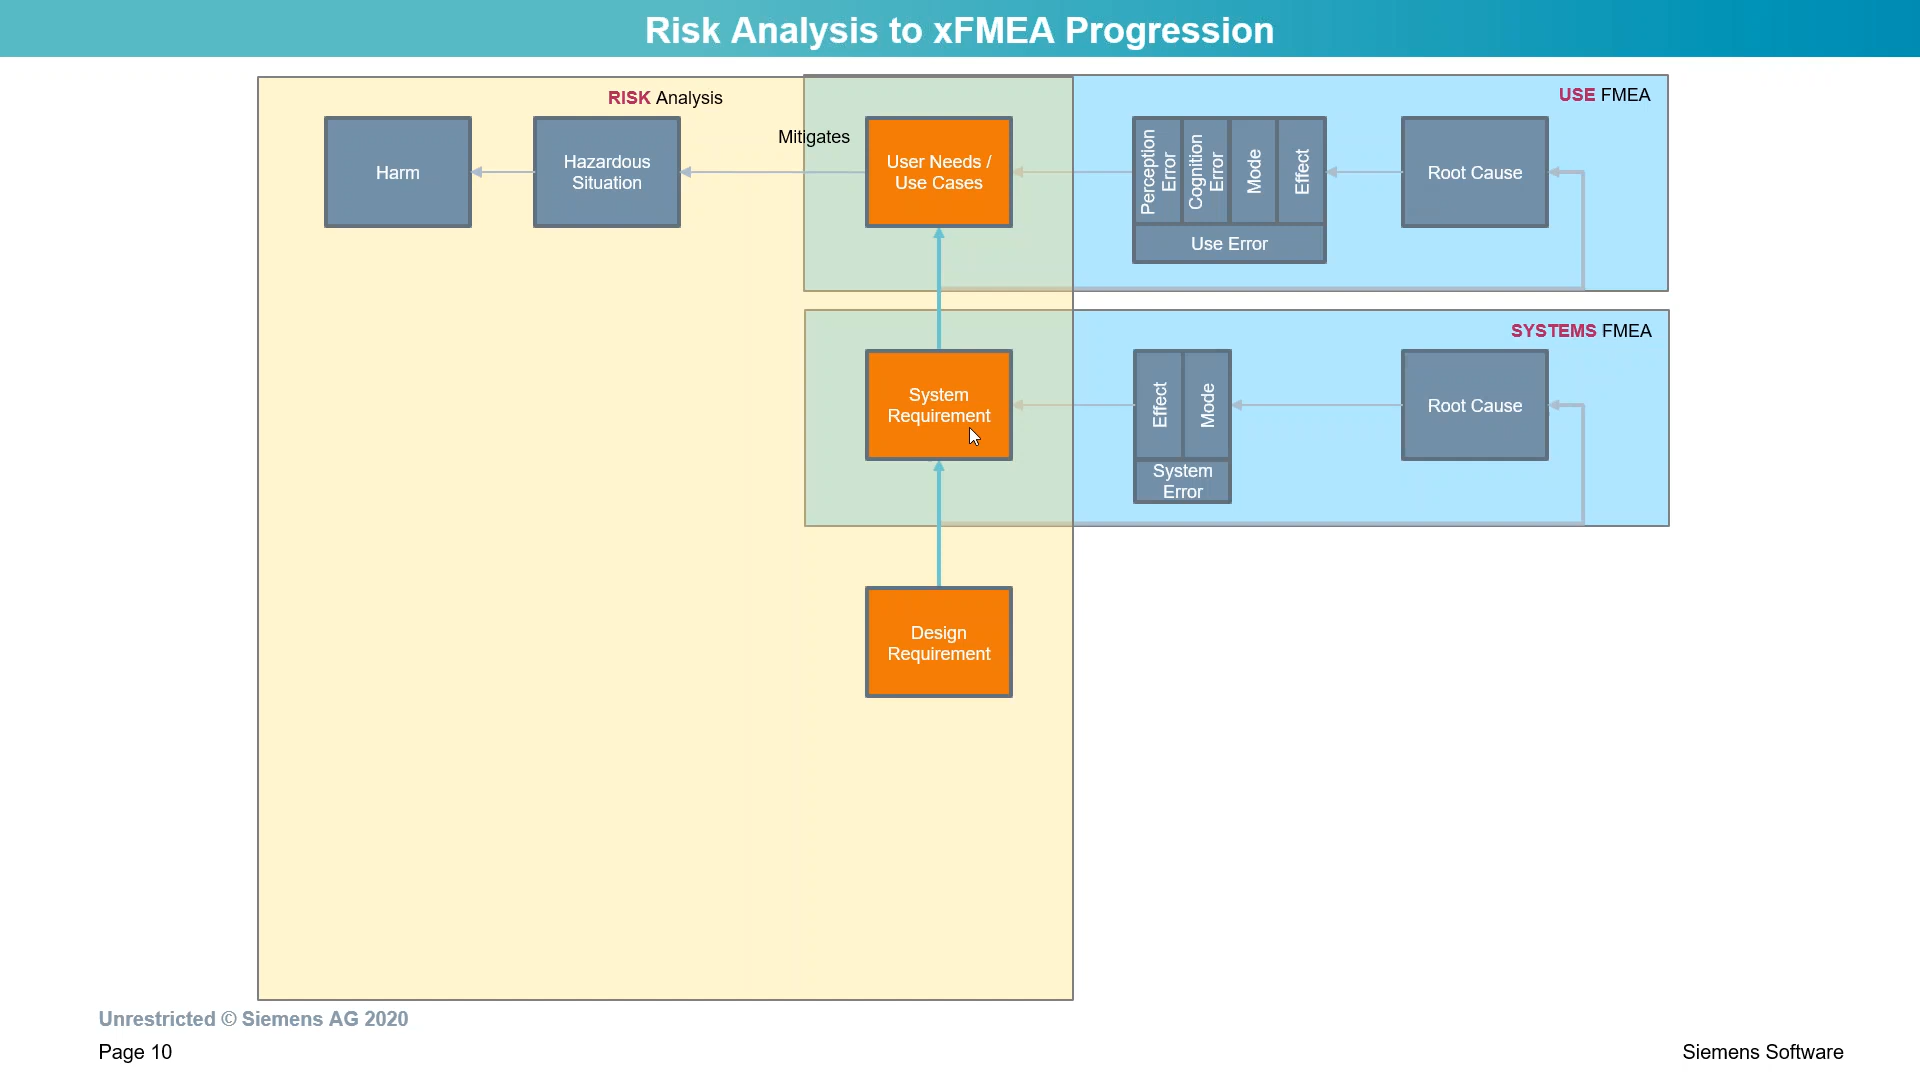 Risk Analysis to xFMEA Progression
RISK Analysis
USE FMEA
Mitigates
Harm
Hazardous
Situation
User Needs /
Use Cases
Perception
Error
Cognition
Error
Mode
Effect
Use Error
Root Cause
SYSTEMS FMEA
System
Requirement
Effect
Mode
System
Error
Root Cause
Design
Requirement
Unrestricted © Siemens AG 2020
Page 10
Siemens Software